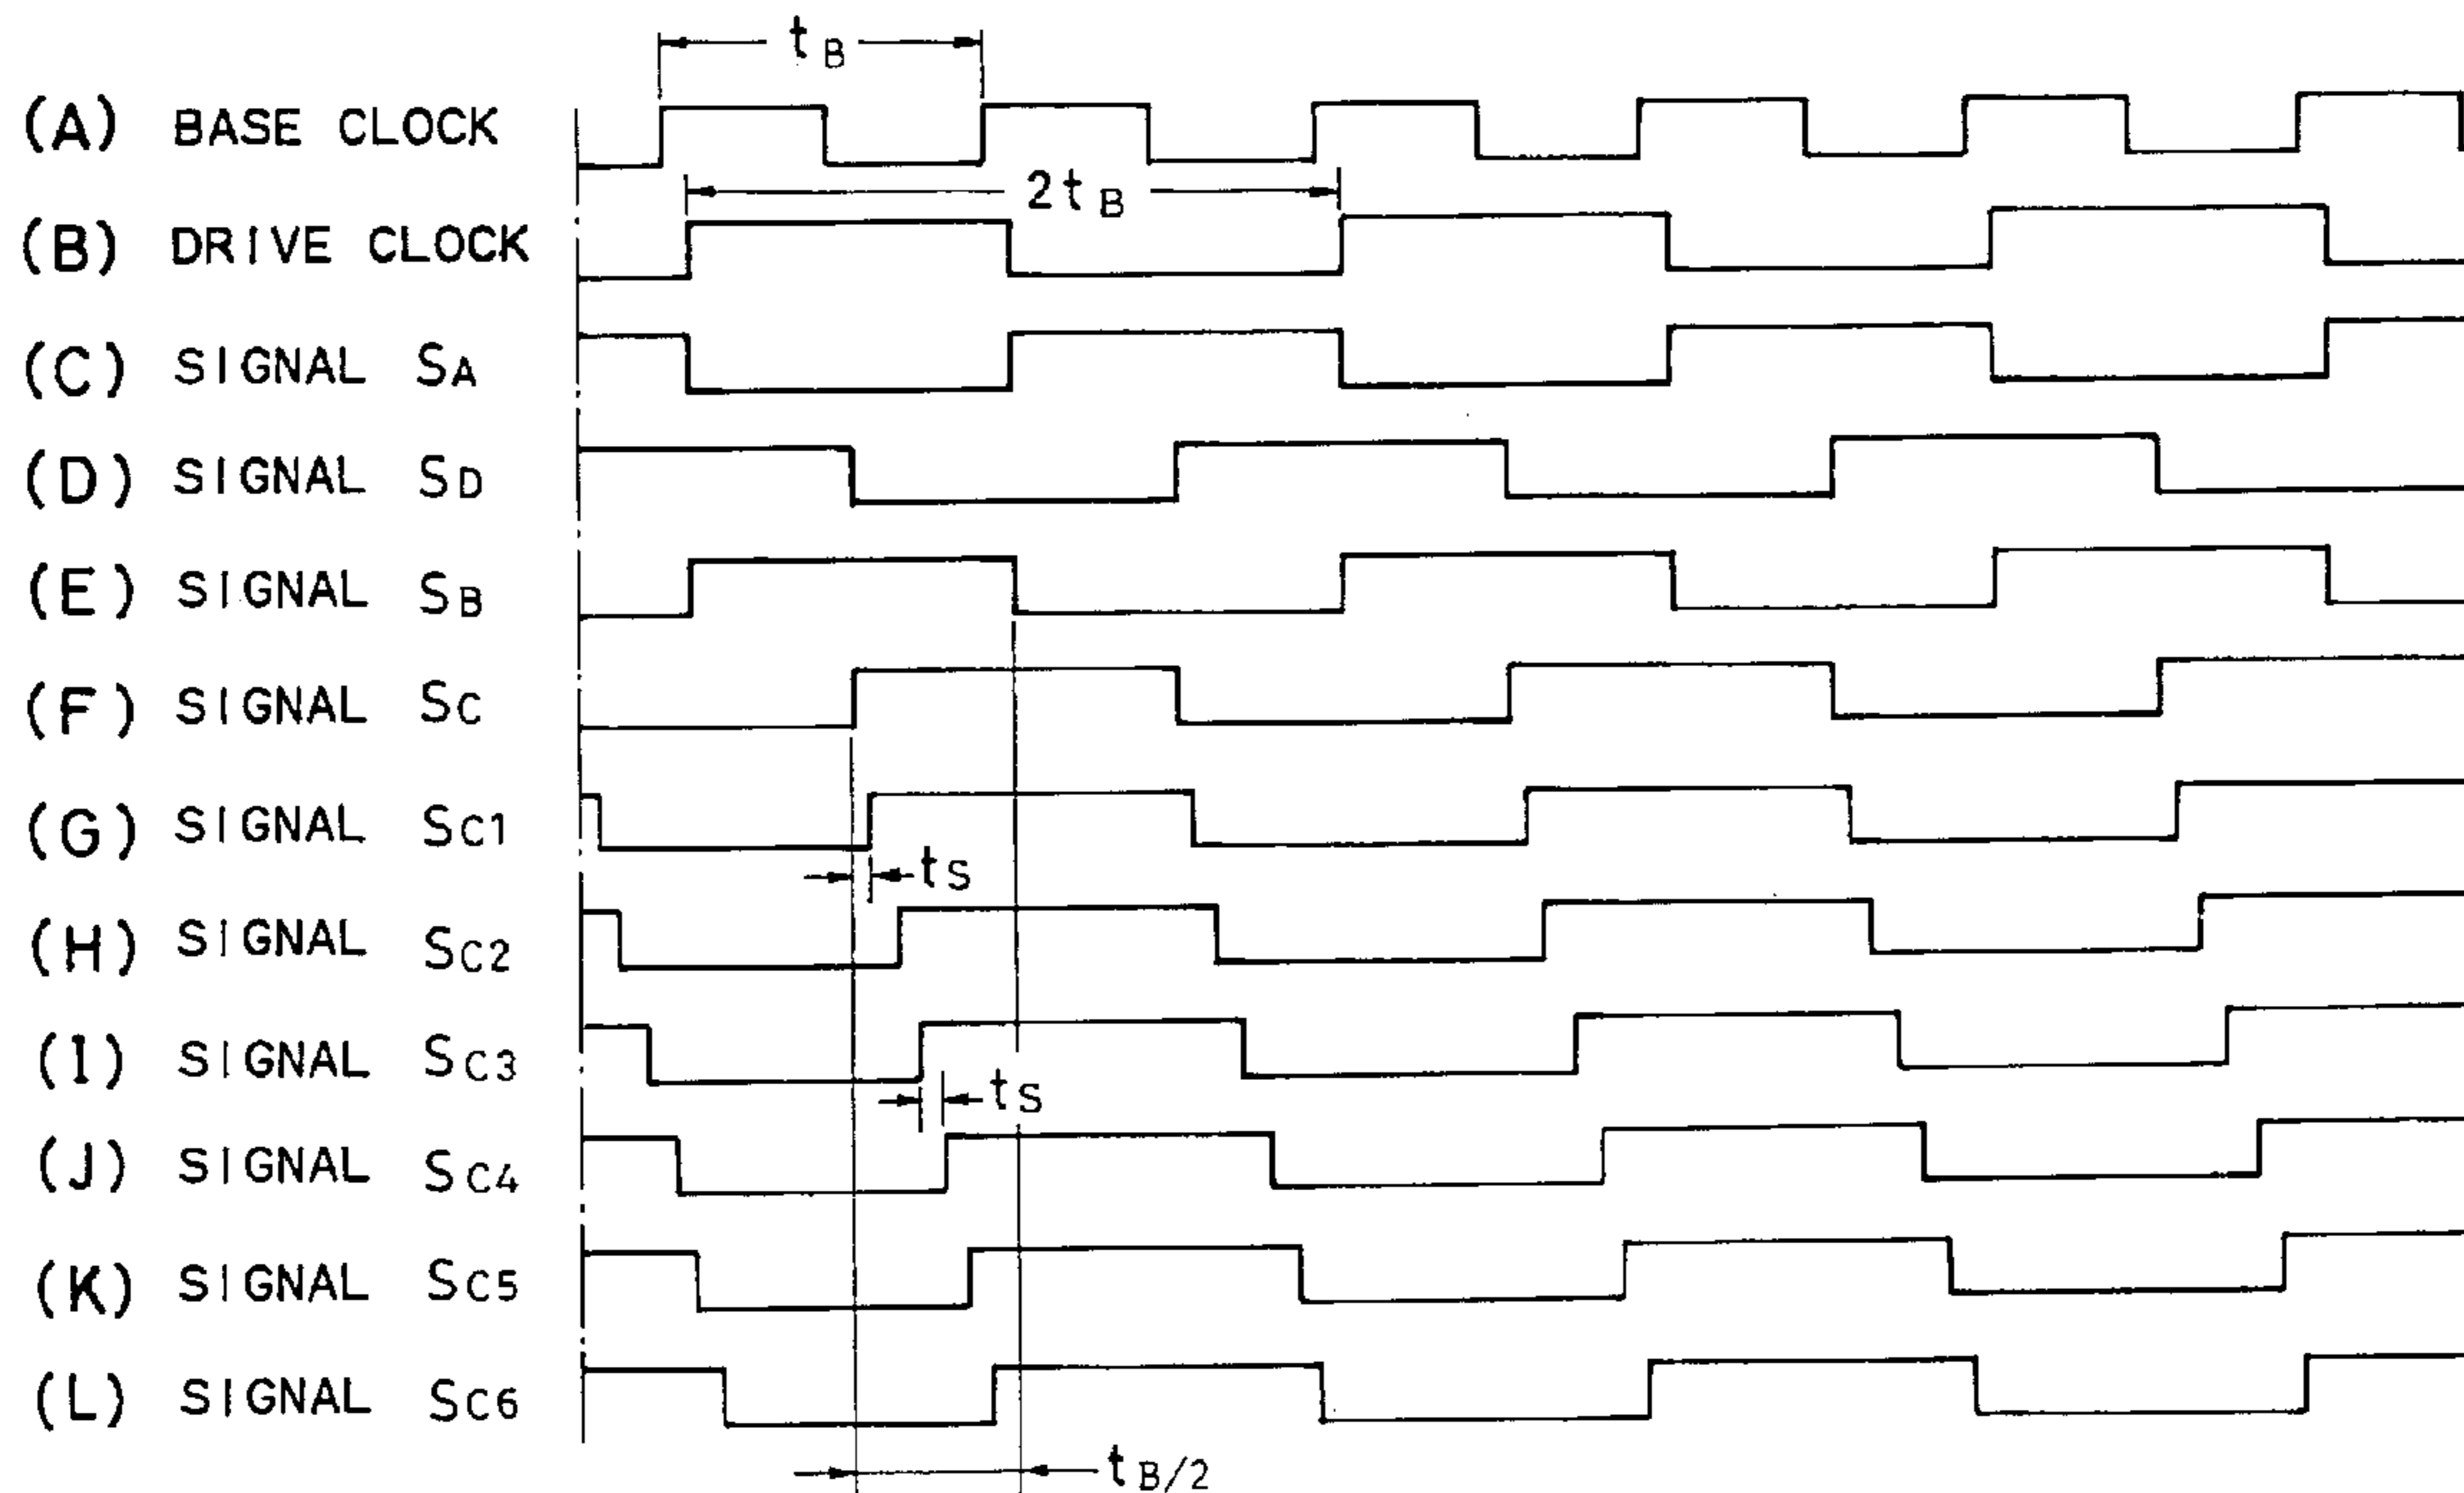 tB
(A) BASE CLOCK
2tB
(B) DRIVE CLOCK
(C) SIGNAL SA
(D) SIGNAL SD
(E) SIGNAL SB
(F) SIGNAL SC
(G) SIGNAL SC1
tS
(H) SIGNAL SC2
(I) SIGNAL SC3
tS
(J) SIGNAL SC4
(K) SIGNAL SC5
(L) SIGNAL SC6
tB/2